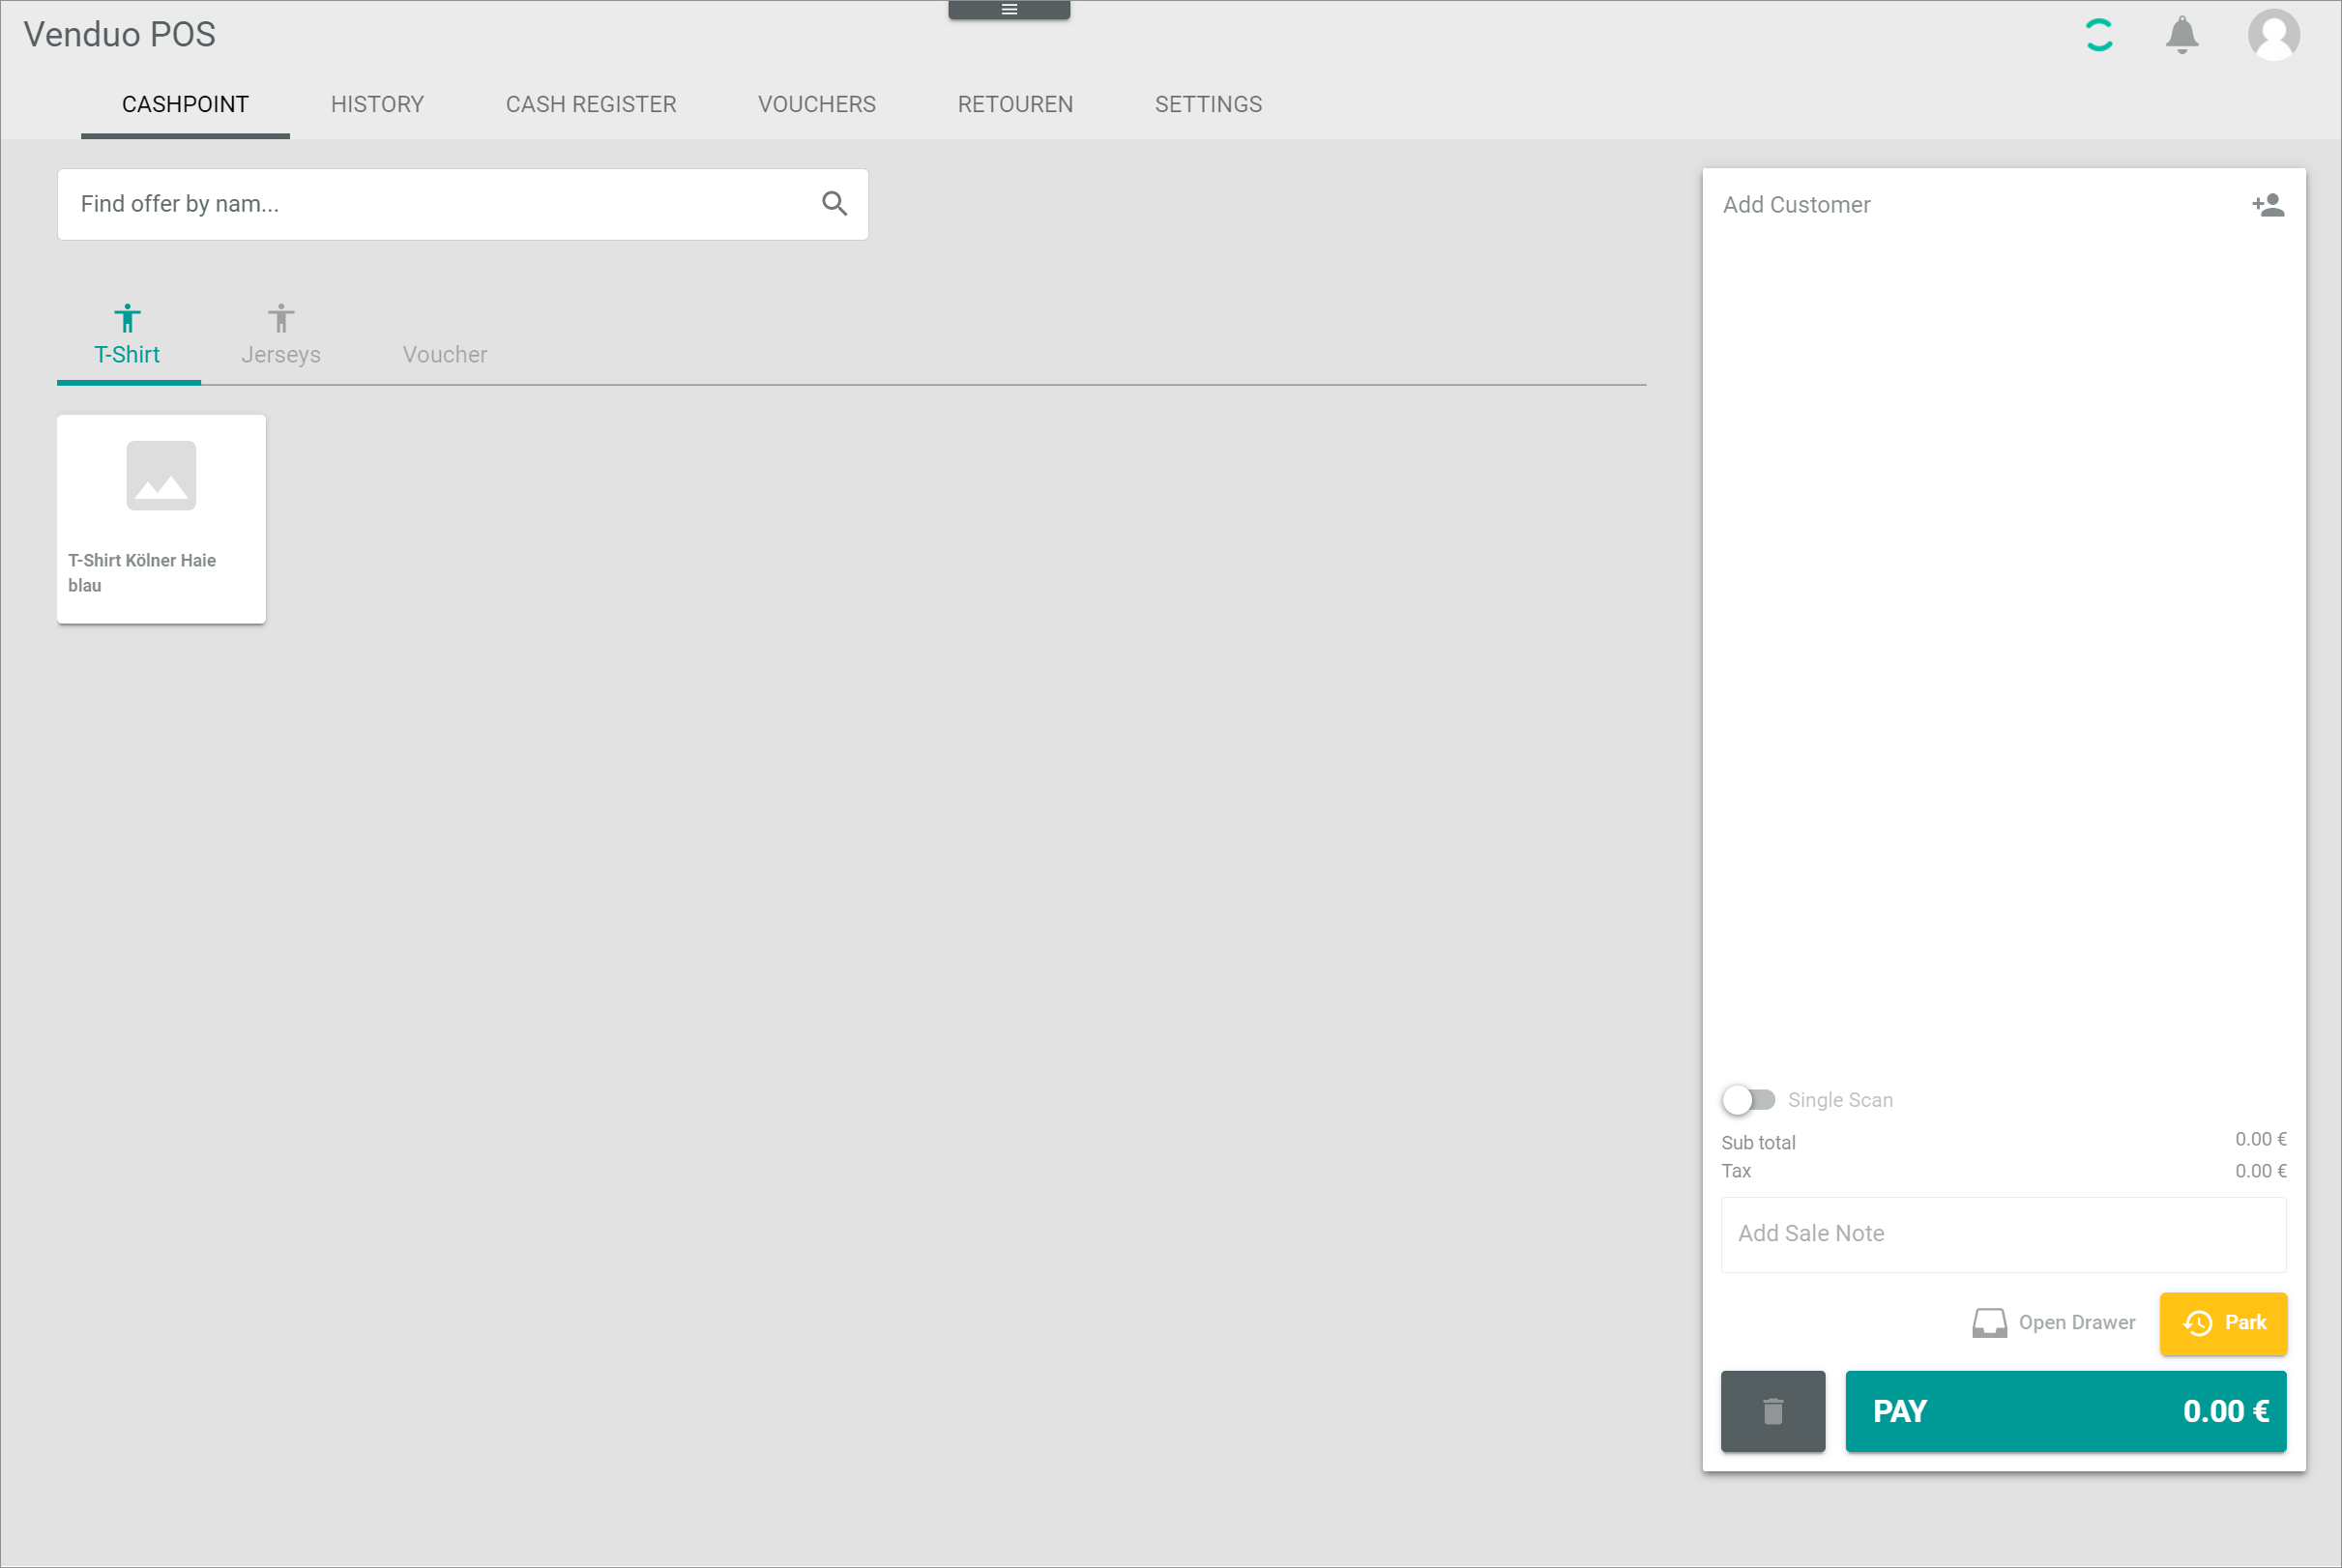 Venduo POS
CASHPOINT
HISTORY
CASH REGISTER
VOUCHERS
RETOUREN
SETTINGS
Find offer by nam...
Add Customer
T-Shirt
Jerseys
Voucher
T-Shirt Kölner Haie
blau
Single Scan
Sub total 0.00 €
Tax 0.00 €
Add Sale Note
Open Drawer
Park
PAY 0.00 €